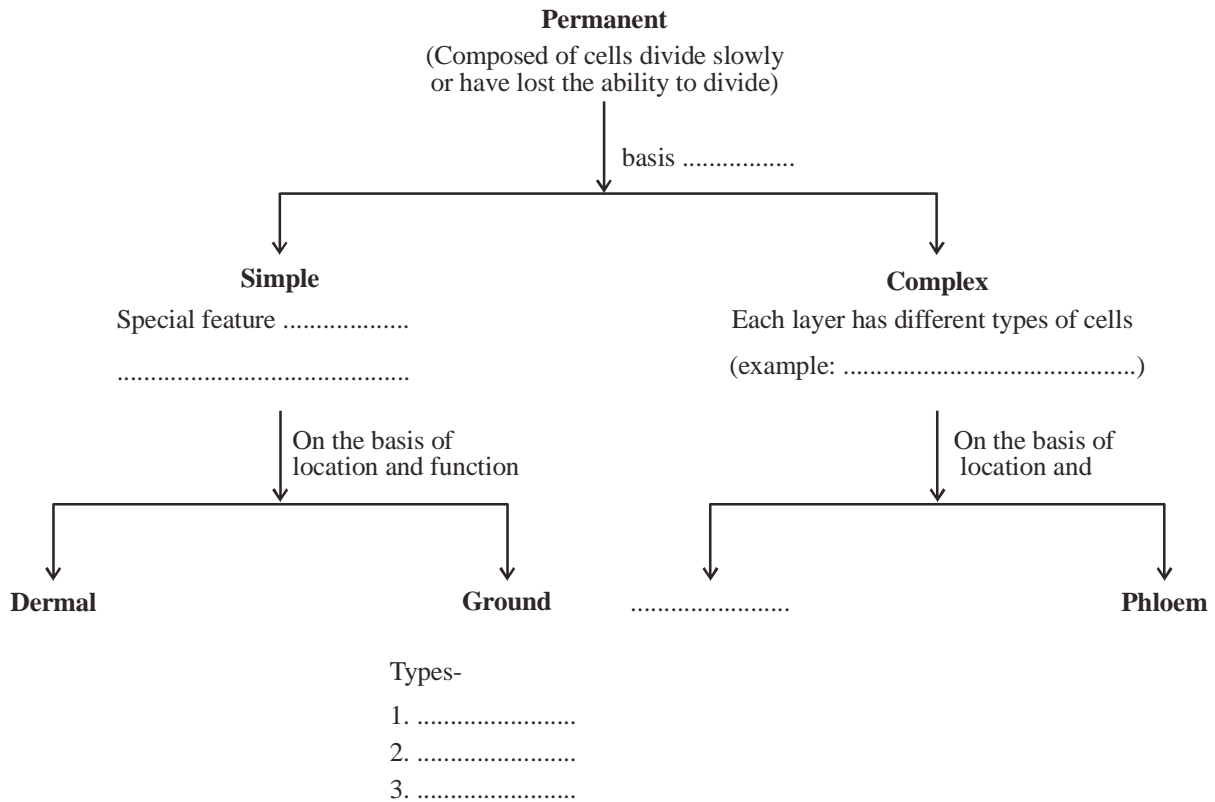 Permanent
(Composed of cells divide slowly
or have lost the ability to divide)
basis .................
Simple
Special feature ...................
............................................
Complex
Each layer has different types of cells
(example: ............................................)
On the basis of
location and function
On the basis of
location and
Dermal
Ground
........................
Phloem
Types-
1. ........................
2. ........................
3. ........................